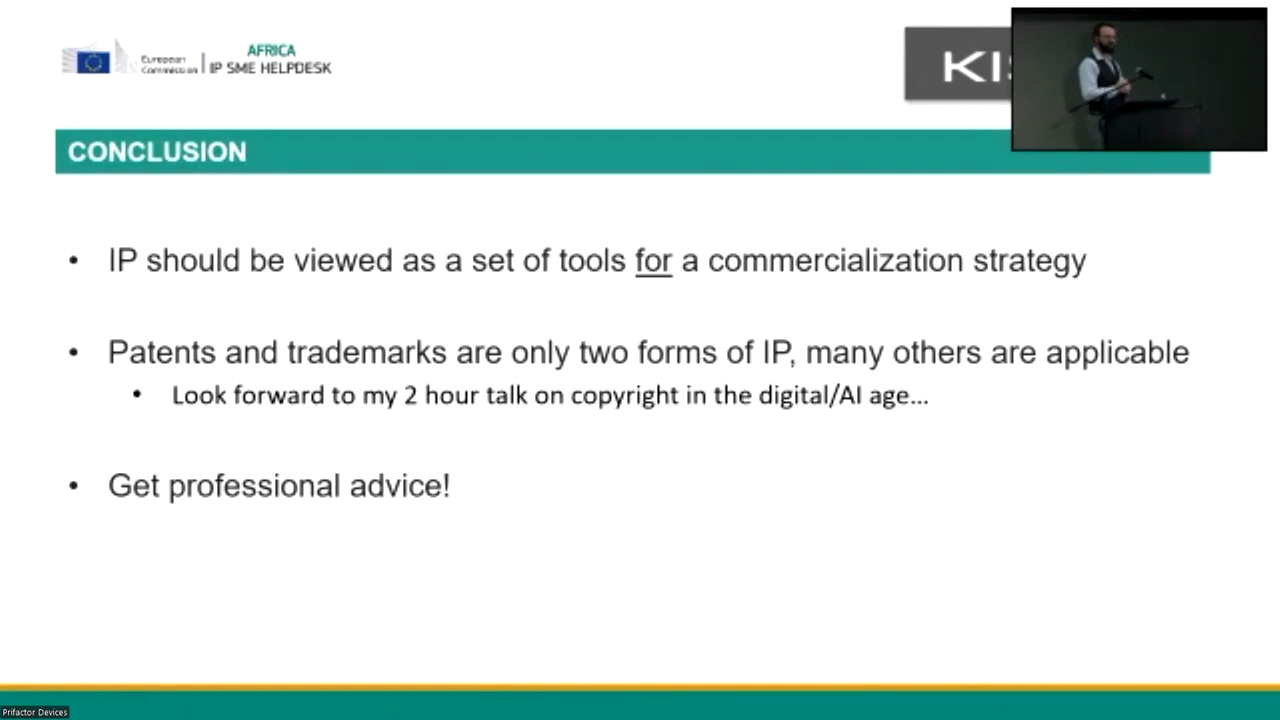 European
Commission
AFRICA
IP SME HELPDESK
CONCLUSION
• IP should be viewed as a set of tools for a commercialization strategy
• Patents and trademarks are only two forms of IP, many others are applicable
• Look forward to my 2 hour talk on copyright in the digital/AI age...
• Get professional advice!
Prifactor Devices